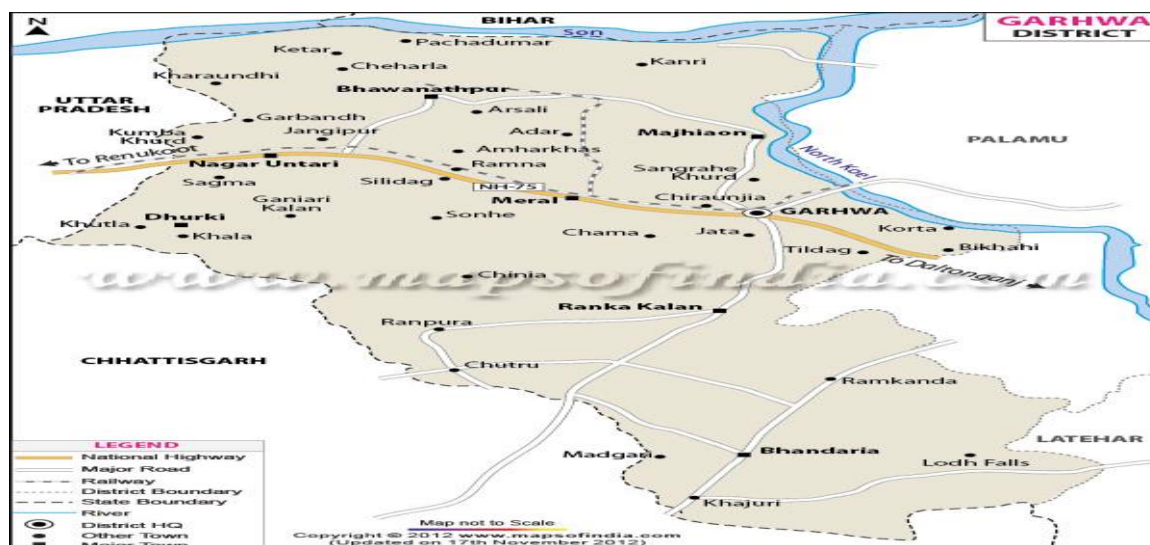 N
BIHAR
GARHWA
DISTRICT
Son
Ketar
Pachadumar
Cheharla
Kanri
Kharaundhi
UTTAR
PRADESH
Bhawanathpur
Arsali
Garbandh
Kumba
Khurd
Jangipur
Adar
Majhiaon
PALAMU
To Renukoot
Amharkhas
Nagar Untari
Ramna
Sangrahe
Khurd
North Koel
Sagma
Silidag
NH-75
Ganiari
Kalan
Meral
Chiraunjia
GARHWA
Khutla
Dhurki
Sonhe
Khala
Chama
Jata
Korta
Tildag
Bikhahi
To Daltonganj
www.mapsofindia.com
Chinia
Ranka Kalan
Ranpura
CHHATTISGARH
Chutru
Ramkanda
LATEHAR
Madgari
Bhandaria
Lodh Falls
Khajuri
LEGEND
National Highway
Major Road
Railway
District Boundary
State Boundary
River
District HQ
Other Town
Major Town
Map not to Scale
Copyright © 2012 www.mapsofindia.com
(Updated on 17th November 2012)